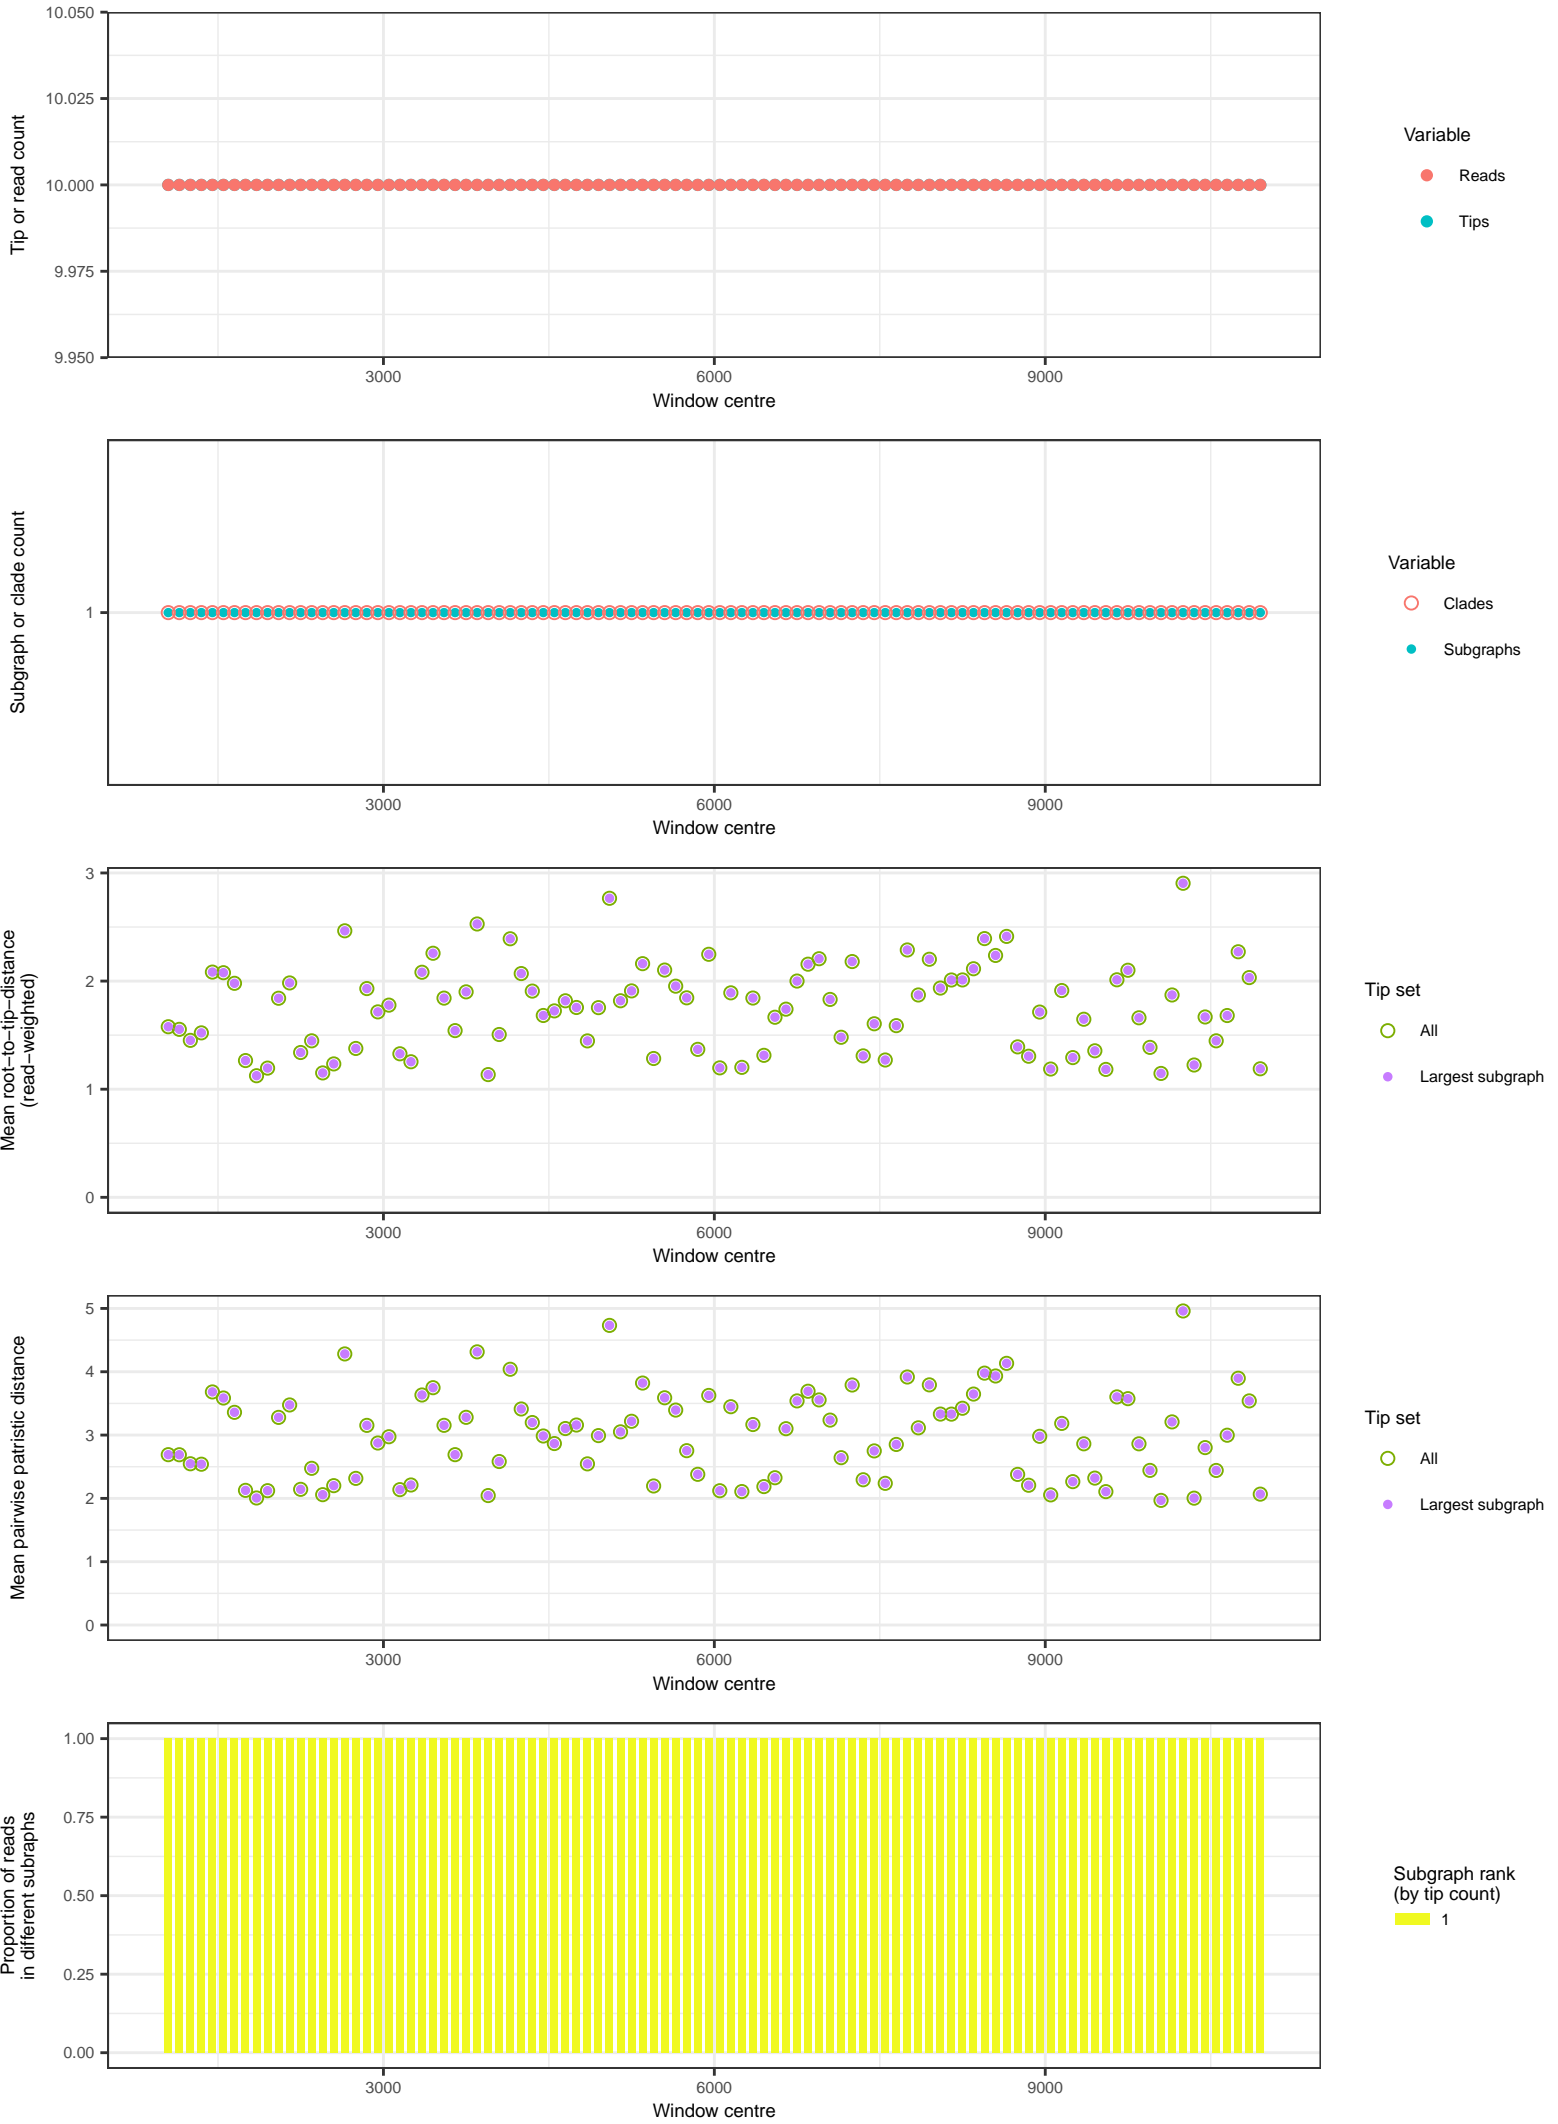 10.050
10.025
10.000
9.975
9.950
Tip or read count
3000 6000 9000
Window centre
Variable
Reads
Tips
Subgraph or clade count
1
3000 6000 9000
Window centre
Variable
Clades
Subgraphs
Mean root−to−tip−distance
(read−weighted)
3
2
1
0
3000 6000 9000
Window centre
Tip set
All
Largest subgraph
Mean pairwise patristic distance
5
4
3
2
1
0
3000 6000 9000
Window centre
Tip set
All
Largest subgraph
Proportion of reads
in different subraphs
1.00
0.75
0.50
0.25
0.00
3000 6000 9000
Window centre
Subgraph rank
(by tip count)
1